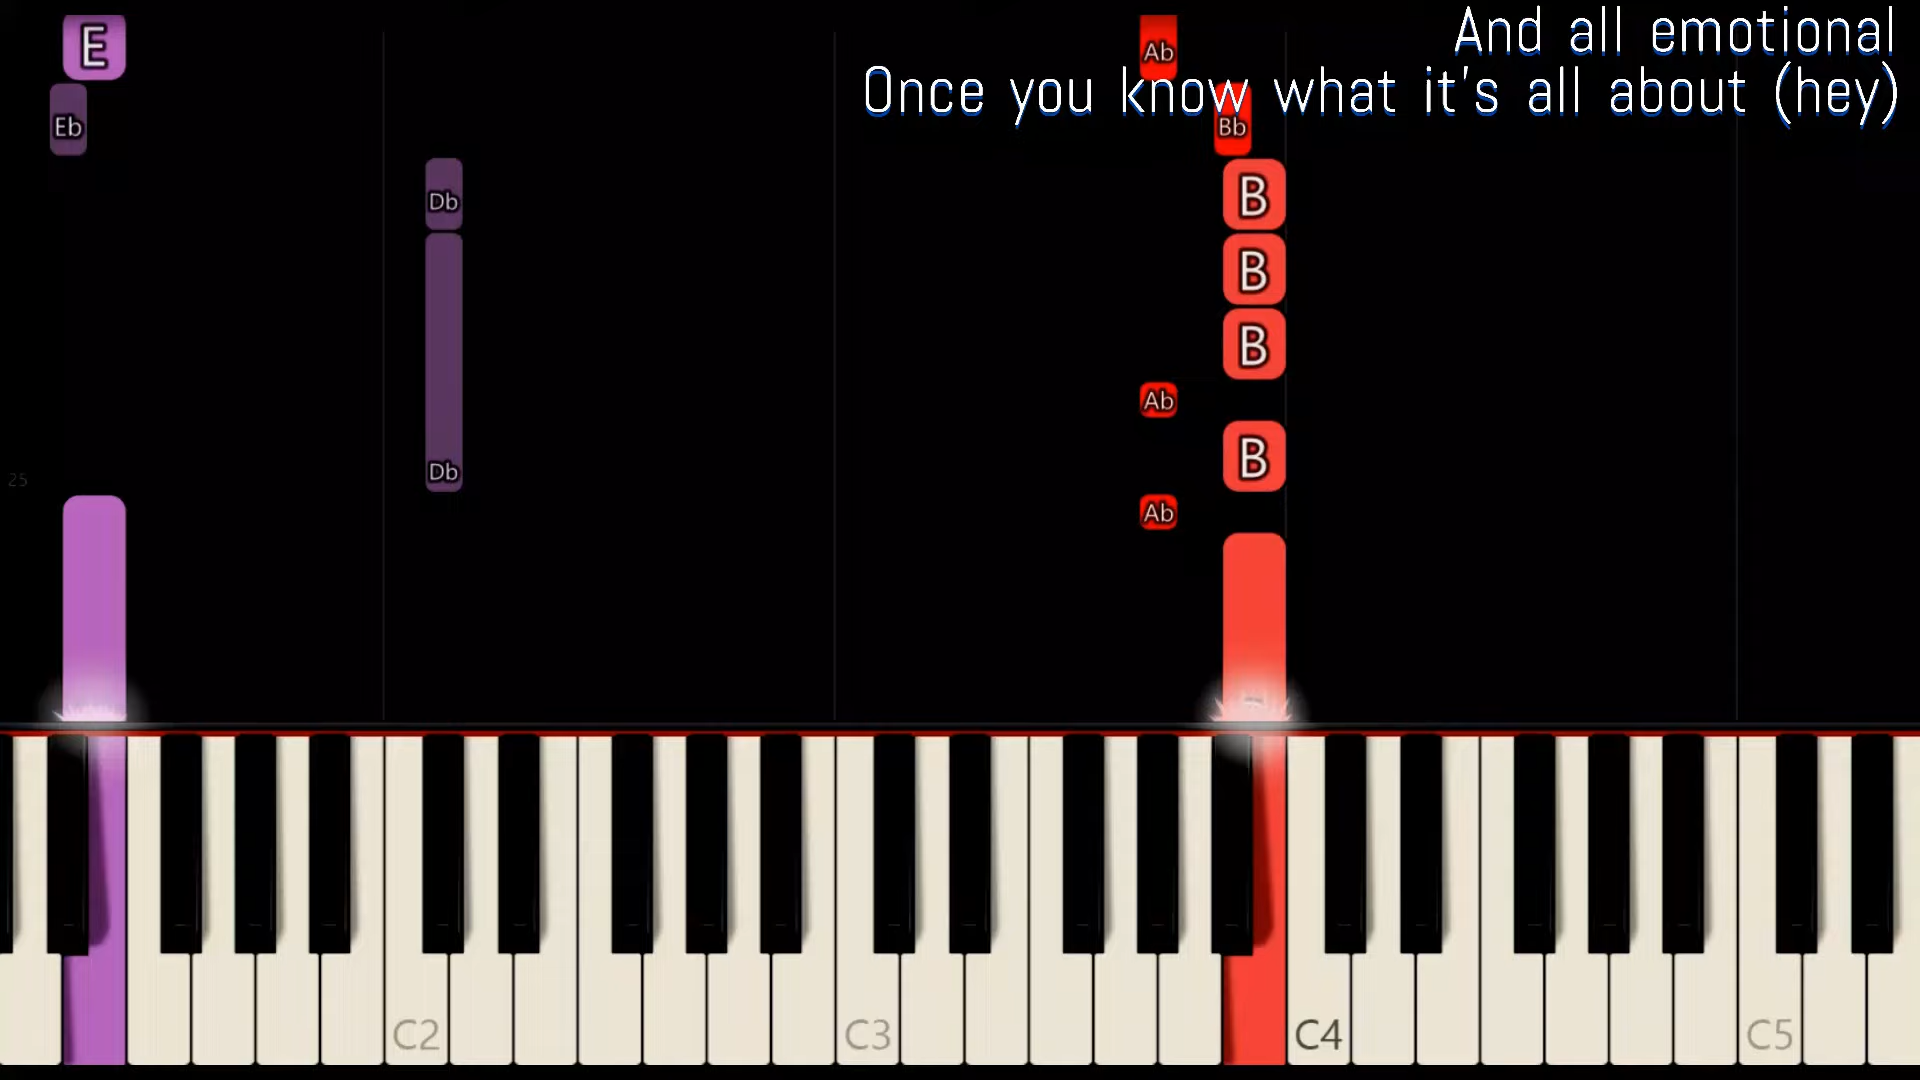 And all emotional
Once you know what it's all about (hey)
E
Ab
Eb
Bb
Db
B
B
B
Ab
B
Db
25
Ab
C2
C3
C4
C5